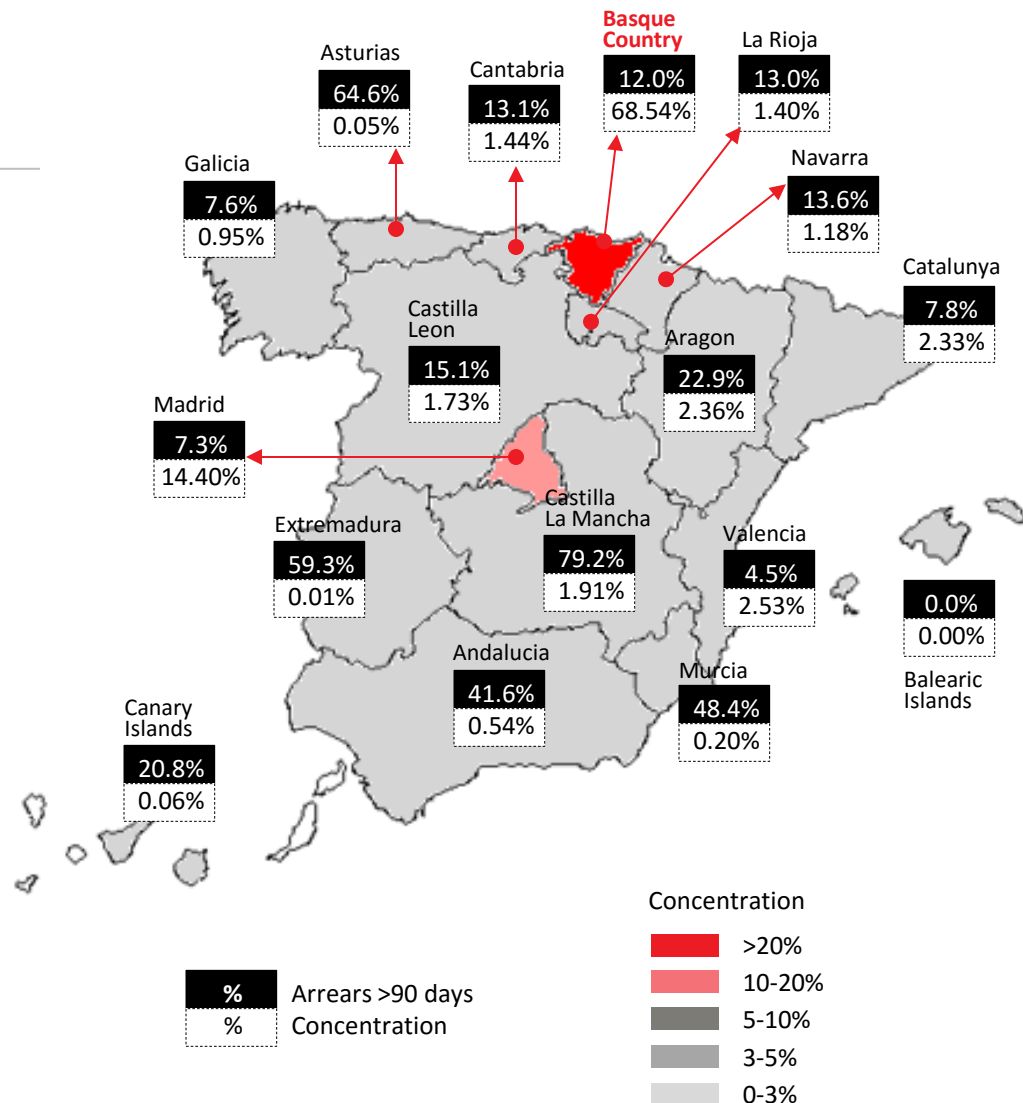 Basque
Country
12.0%
68.54%
La Rioja
13.0%
1.40%
Asturias
64.6%
0.05%
Cantabria
13.1%
1.44%
Navarra
13.6%
1.18%
Galicia
7.6%
0.95%
Catalunya
7.8%
2.33%
Castilla
Leon
15.1%
1.73%
Aragon
22.9%
2.36%
Madrid
7.3%
14.40%
Castilla
La Mancha
79.2%
1.91%
Extremadura
59.3%
0.01%
Valencia
4.5%
2.53%
0.0%
0.00%
Balearic
Islands
Andalucia
41.6%
0.54%
Murcia
48.4%
0.20%
Canary
Islands
20.8%
0.06%
Concentration
>20%
10-20%
5-10%
3-5%
0-3%
% Arrears >90 days
% Concentration